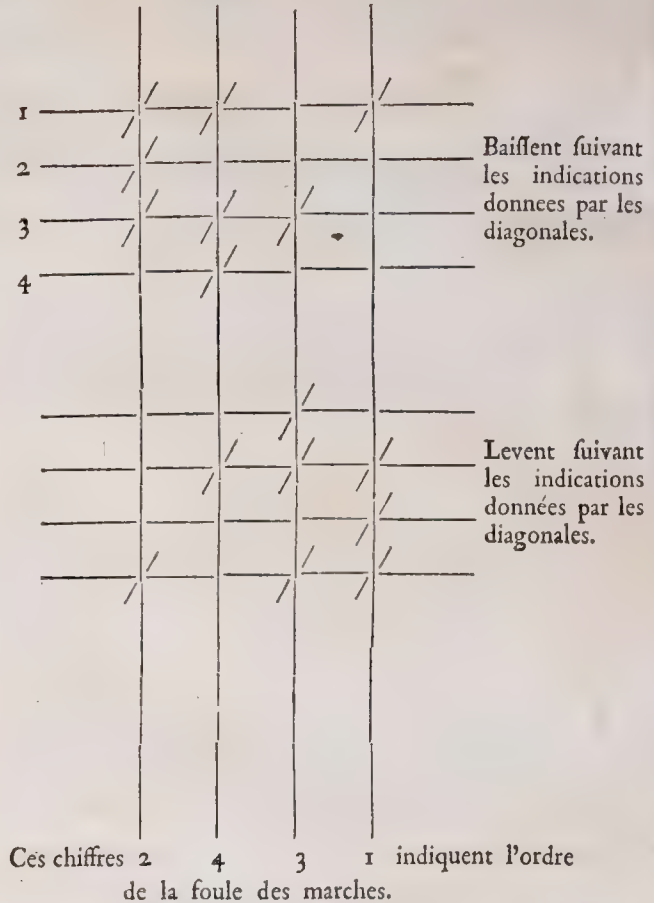 1
Baiſſent ſuivant
2
les indications
donnees par les
3
diagonales.
4
Levent ſuivant
les indications
données par les
diagonales.
Ces chiffres 2 4 3 1 indiquent l'ordre
de la foule des marches.